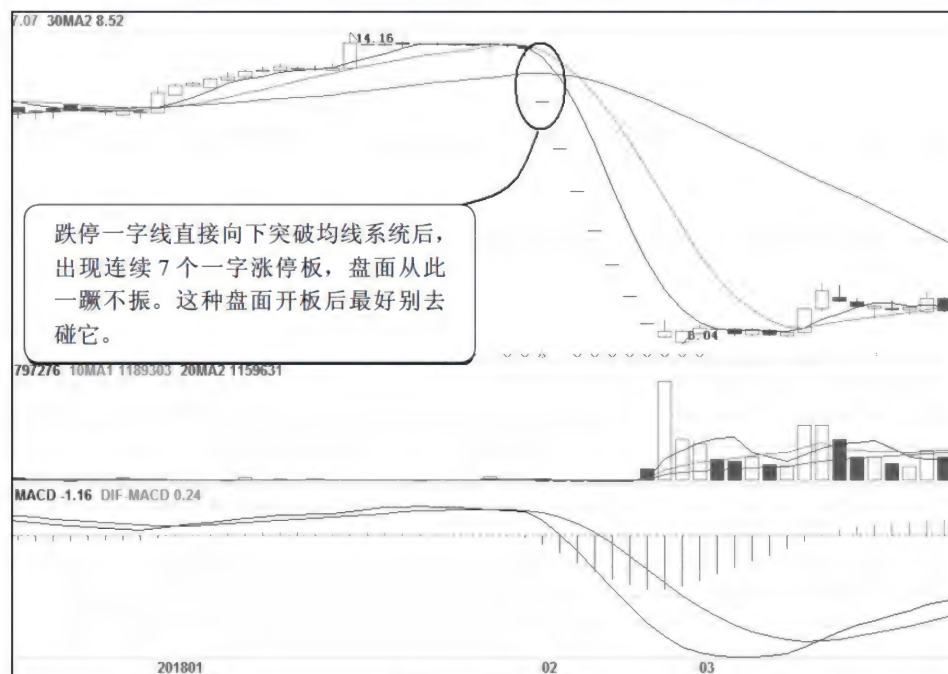 7.07 30MA2 8.52
14.16
跌停一字线直接向下突破均线系统后，
出现连续 7 个一字涨停板，盘面从此
一蹶不振。这种盘面开板后最好别去
碰它。
6.04
797276 10MA1 1189303 20MA2 1159631
MACD -1.16 DIF-MACD 0.24
201801 02 03